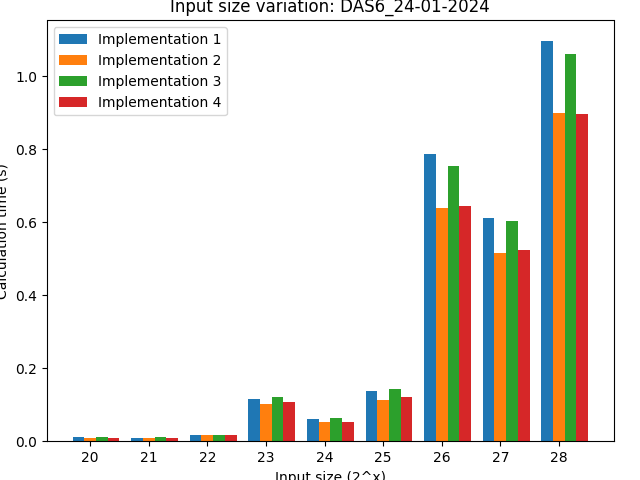 Input size variation: DAS6_24-01-2024
Implementation 1
Implementation 2
Implementation 3
Implementation 4
Calculation time (s)
1.0
0.8
0.6
0.4
0.2
0.0
20 21 22 23 24 25 26 27 28
Input size (2^x)